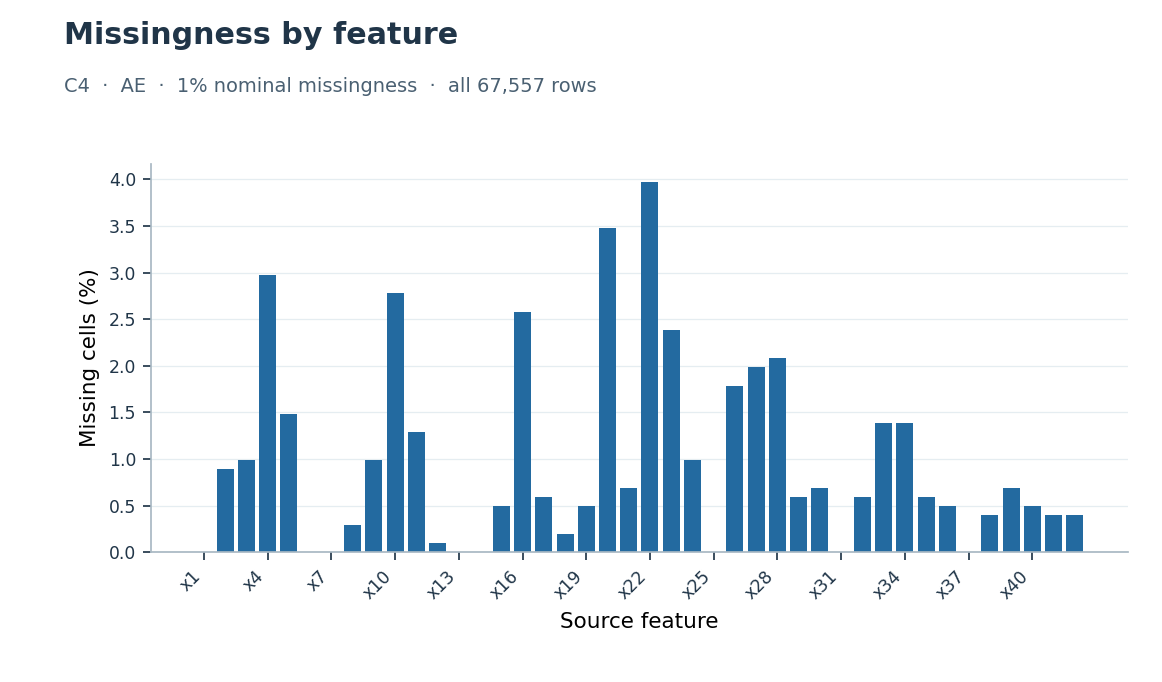 Missingness by feature
C4 · AE · 1% nominal missingness · all 67,557 rows
4.0
3.5
3.0
2.5
2.0
1.5
1.0
0.5
0.0
Missing cells (%)
x1 x4 x7 x10 x13 x16 x19 x22 x25 x28 x31 x34 x37 x40
Source feature